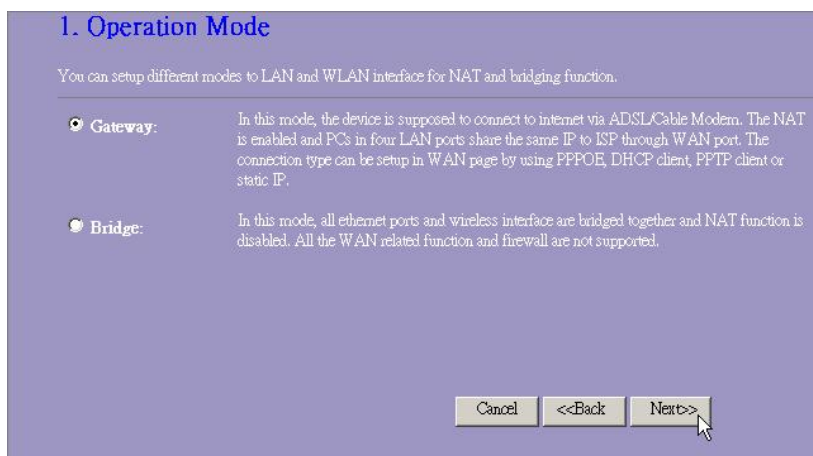 1. Operation Mode
You can setup different modes to LAN and WLAN interface for NAT and bridging function.
Gateway:
In this mode, the device is supposed to connect to internet via ADSL/Cable Modem. The NAT
is enabled and PCs in four LAN ports share the same IP to ISP through WAN port. The
connection type can be setup in WAN page by using PPPOE, DHCP client, PPTP client or
static IP.
Bridge:
In this mode, all ethernet ports and wireless interface are bridged together and NAT function is
disabled. All the WAN related function and firewall are not supported.
Cancel <<Back Next>>